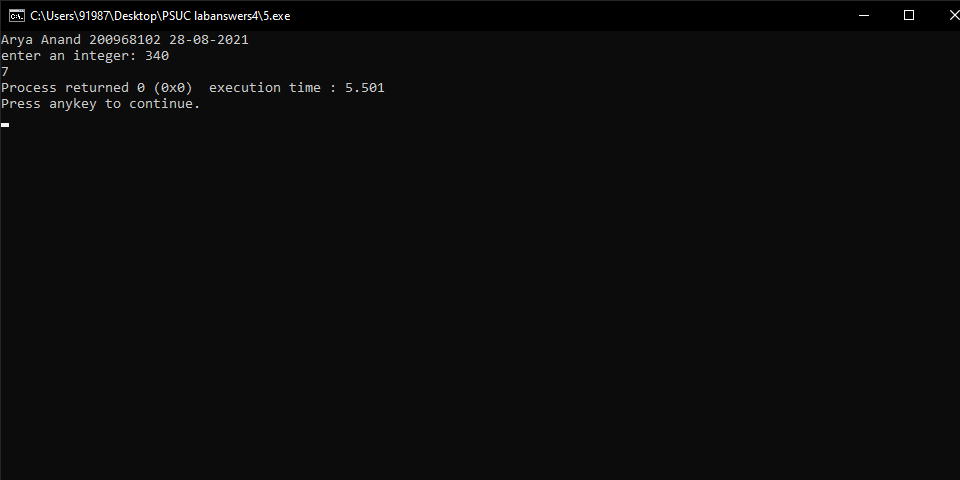 C:\Users\91987\Desktop\PSUC labanswers4\5.exe
Arya Anand 200968102 28-08-2021
enter an integer: 340
7
Process returned 0 (0x0)  execution time : 5.501
Press anykey to continue.